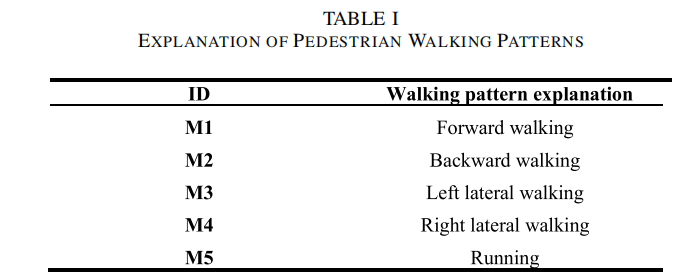 TABLE I
EXPLANATION OF PEDESTRIAN WALKING PATTERNS
ID Walking pattern explanation
M1 Forward walking
M2 Backward walking
M3 Left lateral walking
M4 Right lateral walking
M5 Running